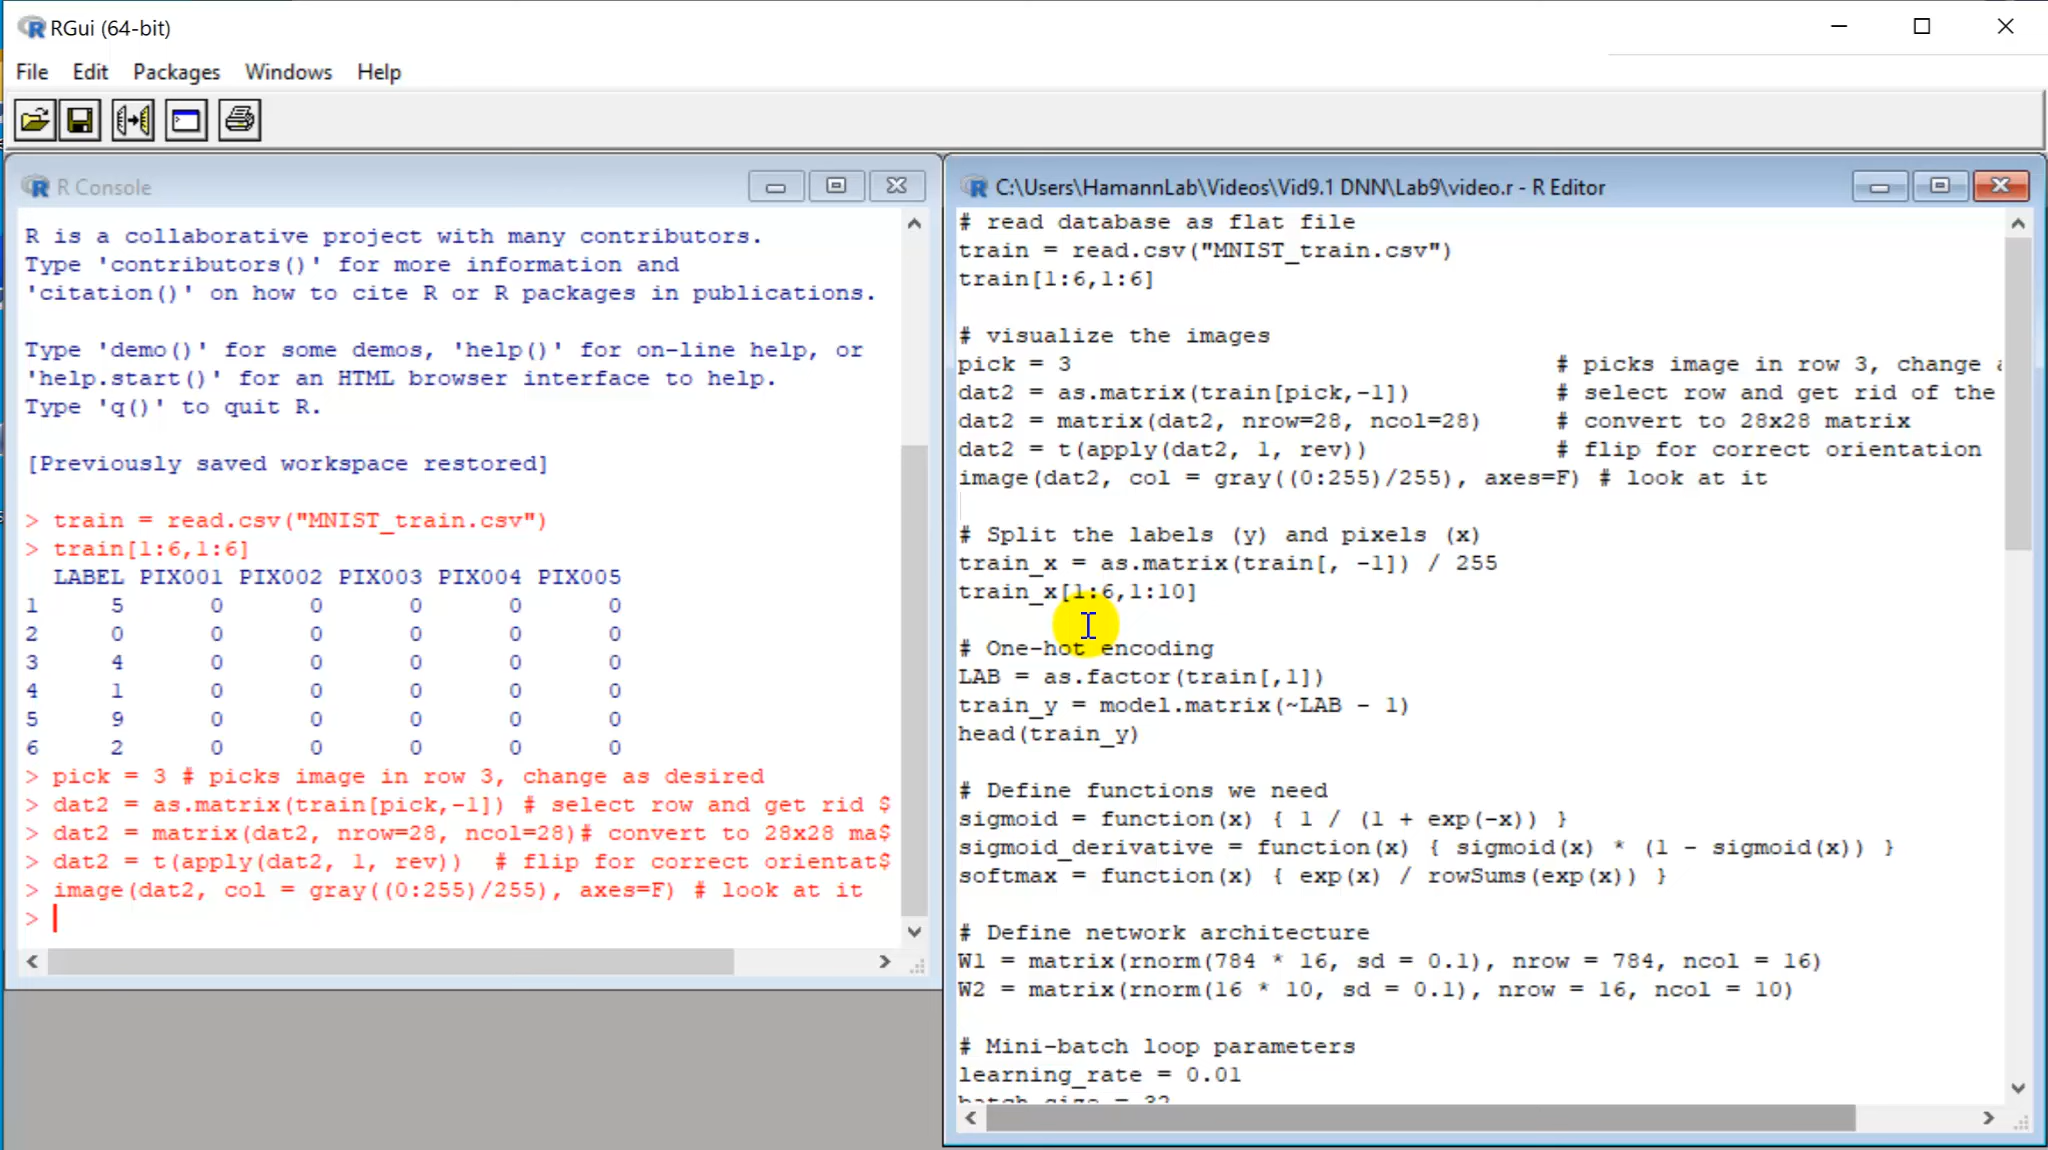 RGui (64-bit)
File Edit Packages Windows Help
R Console
R is a collaborative project with many contributors.
Type 'contributors()' for more information and
'citation()' on how to cite R or R packages in publications.
Type 'demo()' for some demos, 'help()' for on-line help, or
'help.start()' for an HTML browser interface to help.
Type 'q()' to quit R.
[Previously saved workspace restored]
> train = read.csv("MNIST_train.csv")
> train[1:6,1:6]
LABEL PIX001 PIX002 PIX003 PIX004 PIX005
1 5 0 0 0 0 0
2 0 0 0 0 0 0
3 4 0 0 0 0 0
4 1 0 0 0 0 0
5 9 0 0 0 0 0
6 2 0 0 0 0 0
> pick = 3 # picks image in row 3, change as desired
> dat2 = as.matrix(train[pick,-1]) # select row and get rid $
> dat2 = matrix(dat2, nrow=28, ncol=28)# convert to 28x28 ma$
> dat2 = t(apply(dat2, 1, rev)) # flip for correct orientat$
> image(dat2, col = gray((0:255)/255), axes=F) # look at it
>
C:\Users\HamannLab\Videos\Vid9.1 DNN\Lab9\video.r - R Editor
# read database as flat file
train = read.csv("MNIST_train.csv")
train[1:6,1:6]
# visualize the images
pick = 3 # picks image in row 3, change
dat2 = as.matrix(train[pick,-1]) # select row and get rid of the
dat2 = matrix(dat2, nrow=28, ncol=28) # convert to 28x28 matrix
dat2 = t(apply(dat2, 1, rev)) # flip for correct orientation
image(dat2, col = gray((0:255)/255), axes=F) # look at it
# Split the labels (y) and pixels (x)
train_x = as.matrix(train[, -1]) / 255
train_x[1:6,1:10]
# One-hot encoding
LAB = as.factor(train[,1])
train_y = model.matrix(~LAB - 1)
head(train_y)
# Define functions we need
sigmoid = function(x) { 1 / (1 + exp(-x)) }
sigmoid_derivative = function(x) { sigmoid(x) * (1 - sigmoid(x)) }
softmax = function(x) { exp(x) / rowSums(exp(x)) }
# Define network architecture
W1 = matrix(rnorm(784 * 16, sd = 0.1), nrow = 784, ncol = 16)
W2 = matrix(rnorm(16 * 10, sd = 0.1), nrow = 16, ncol = 10)
# Mini-batch loop parameters
learning_rate = 0.01